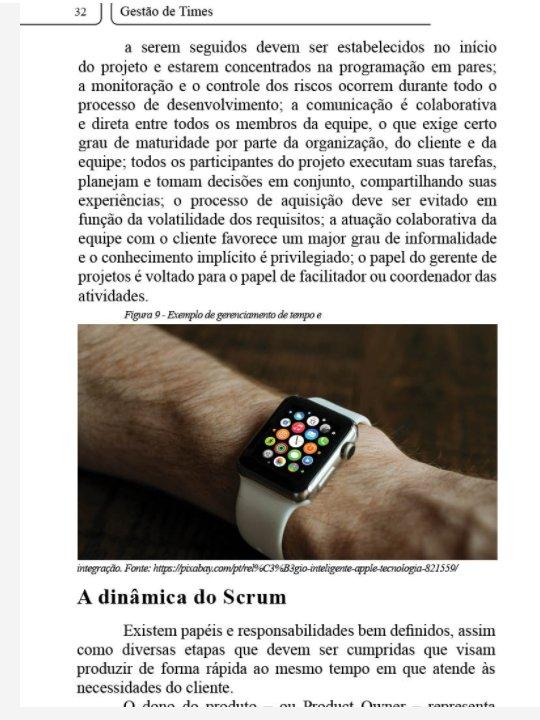 32
Gestão de Times
a serem seguidos devem ser estabelecidos no início
do projeto e estarem concentrados na programação em pares;
a monitoração e o controle dos riscos ocorrem durante todo o
processo de desenvolvimento; a comunicação é colaborativa
e direta entre todos os membros da equipe, o que exige certo
grau de maturidade por parte da organização, do cliente e da
equipe; todos os participantes do projeto executam suas tarefas,
planejam e tomam decisões em conjunto, compartilhando suas
experiências; o processo de aquisição deve ser evitado em
função da volatilidade dos requisitos; a atuação colaborativa da
equipe com o cliente favorece um major grau de informalidade
e o conhecimento implícito é privilegiado; o papel do gerente de
projetos é voltado para o papel de facilitador ou coordenador das
atividades.
Figura 9 - Exemplo de gerenciamento de tempo e
integração. Fonte: https://pixabay.com/pt/rel%C3%B3gio-inteligente-apple-tecnologia-821559/
A dinâmica do Scrum
Existem papéis e responsabilidades bem definidos, assim
como diversas etapas que devem ser cumpridas que visam
produzir de forma rápida ao mesmo tempo em que atende às
necessidades do cliente.
O dono do produto – ou Product Owner – representa